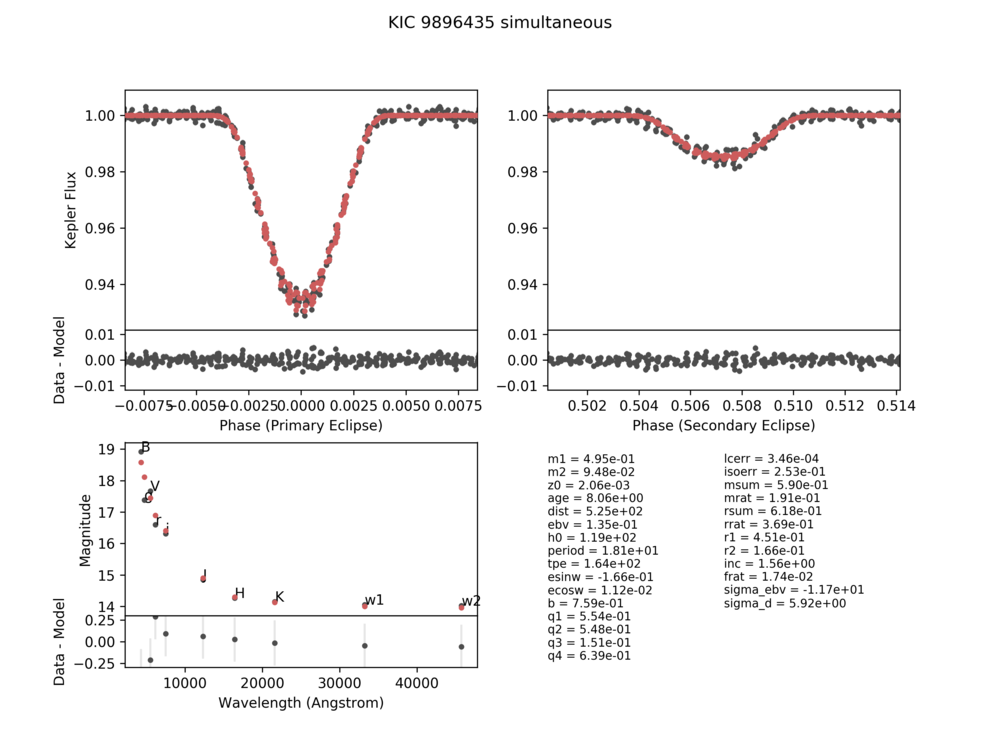 KIC 9896435 simultaneous
1.00
0.98
0.96
0.94
Kepler Flux
0.01
0.00
−0.01
Data - Model
−0.0075
−0.0050
−0.0025
0.0000
0.0025
0.0050
0.0075
Phase (Primary Eclipse)
1.00
0.98
0.96
0.94
0.01
0.00
−0.01
0.502
0.504
0.506
0.508
0.510
0.512
0.514
Phase (Secondary Eclipse)
19
18
17
16
15
14
Magnitude
B
g
V
r
i
J
H
K
w1
w2
0.25
0.00
−0.25
Data - Model
10000
20000
30000
40000
Wavelength (Angstrom)
m1 = 4.95e-01
m2 = 9.48e-02
z0 = 2.06e-03
age = 8.06e+00
dist = 5.25e+02
ebv = 1.35e-01
h0 = 1.19e+02
period = 1.81e+01
tpe = 1.64e+02
esinw = -1.66e-01
ecosw = 1.12e-02
b = 7.59e-01
q1 = 5.54e-01
q2 = 5.48e-01
q3 = 1.51e-01
q4 = 6.39e-01
lcerr = 3.46e-04
isoerr = 2.53e-01
msum = 5.90e-01
mrat = 1.91e-01
rsum = 6.18e-01
rrat = 3.69e-01
r1 = 4.51e-01
r2 = 1.66e-01
inc = 1.56e+00
frat = 1.74e-02
sigma_ebv = -1.17e+01
sigma_d = 5.92e+00